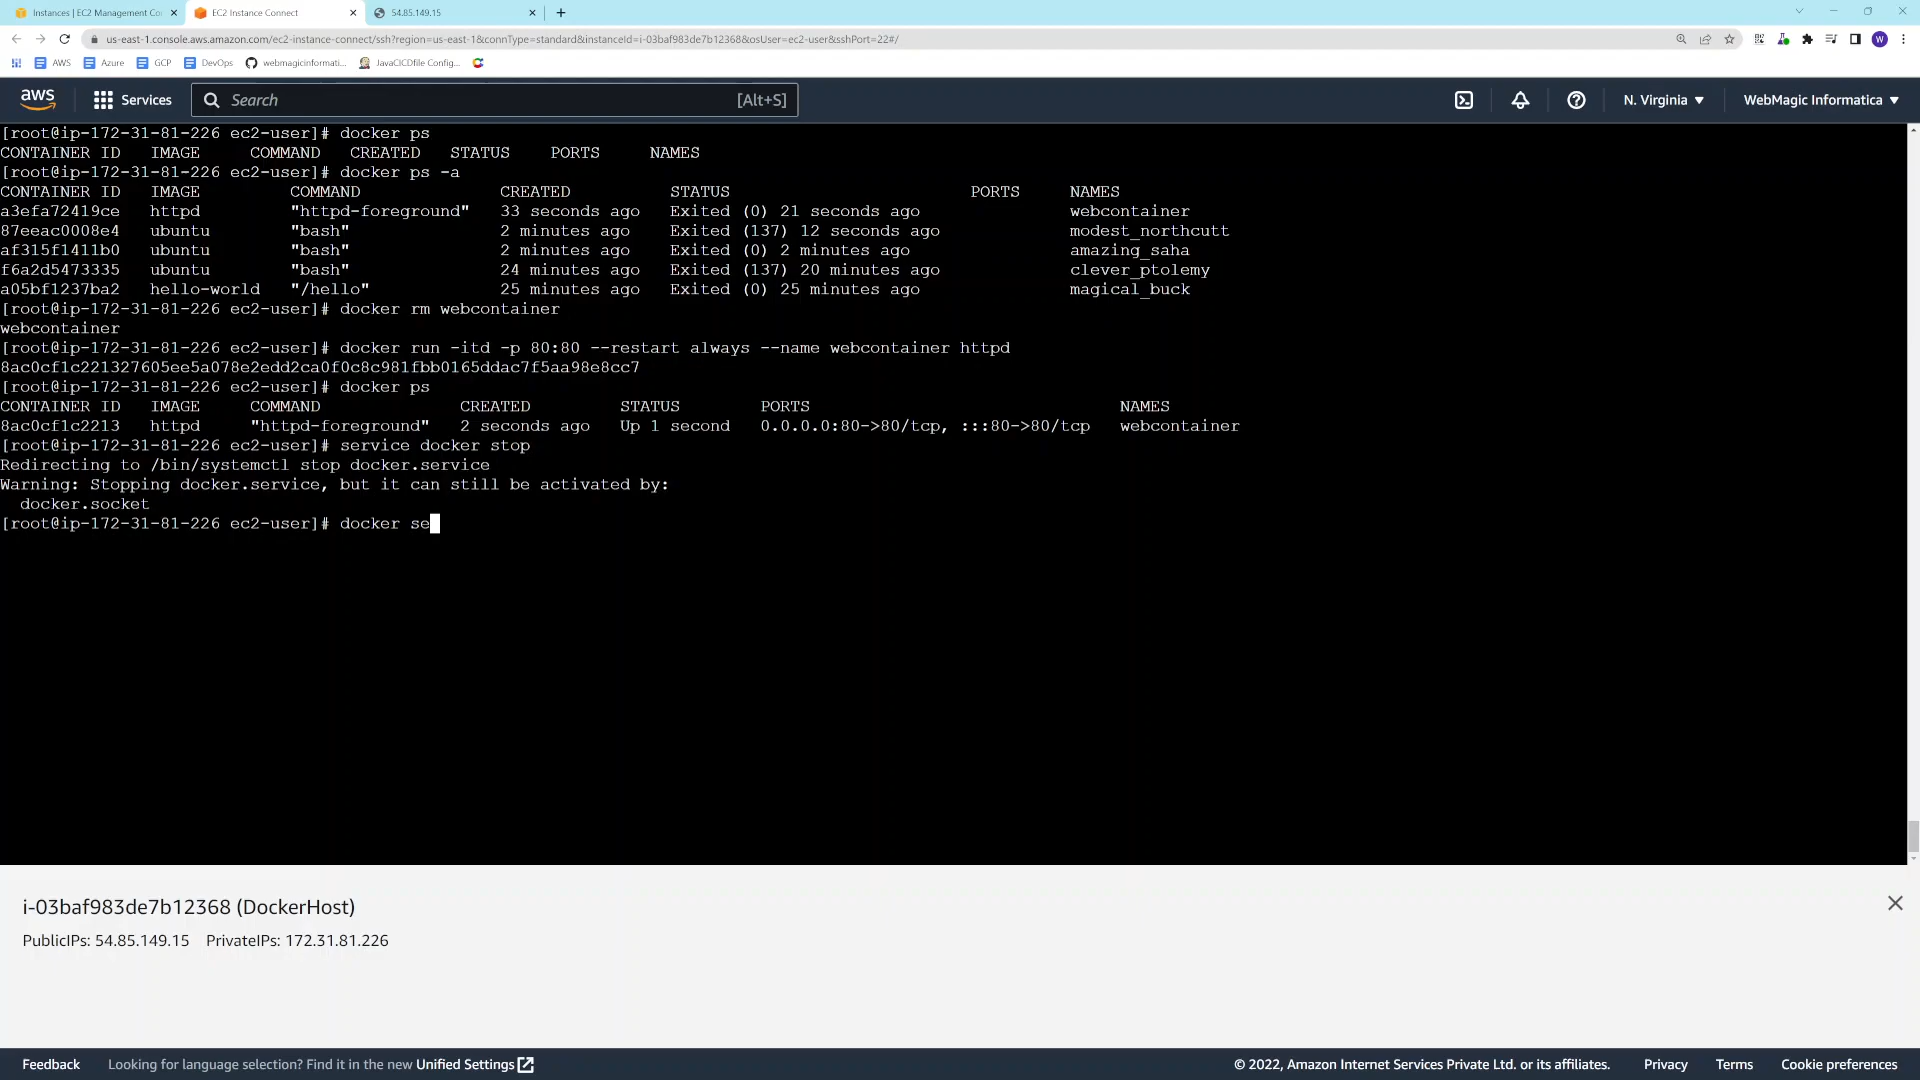 Instances | EC2 Management Co
EC2 Instance Connect
54.85.149.15
us-east-1.console.aws.amazon.com/ec2-instance-connect/ssh?region=us-east-1&connType=standard&instanceId=i-03baf983de7b12368&osUser=ec2-user&sshPort=22#/
W
AWS
Azure
GCP
DevOps
webmagicinformati...
JavaCICDfile Config...
aws
Services
Search
[Alt+S]
N. Virginia
WebMagic Informatica
[root@ip-172-31-81-226 ec2-user]# docker ps
CONTAINER ID   IMAGE     COMMAND   CREATED   STATUS    PORTS     NAMES
[root@ip-172-31-81-226 ec2-user]# docker ps -a
CONTAINER ID   IMAGE         COMMAND              CREATED          STATUS                        PORTS     NAMES
a3efa72419ce   httpd         "httpd-foreground"   33 seconds ago   Exited (0) 21 seconds ago               webcontainer
87eeac0008e4   ubuntu        "bash"               2 minutes ago    Exited (137) 12 seconds ago             modest_northcutt
af315f1411b0   ubuntu        "bash"               2 minutes ago    Exited (0) 2 minutes ago                amazing_saha
f6a2d5473335   ubuntu        "bash"               24 minutes ago   Exited (137) 20 minutes ago             clever_ptolemy
a05bf1237ba2   hello-world   "/hello"             25 minutes ago   Exited (0) 25 minutes ago               magical_buck
[root@ip-172-31-81-226 ec2-user]# docker rm webcontainer
webcontainer
[root@ip-172-31-81-226 ec2-user]# docker run -itd -p 80:80 --restart always --name webcontainer httpd
8ac0cf1c221327605ee5a078e2edd2ca0f0c8c981fbb0165ddac7f5aa98e8cc7
[root@ip-172-31-81-226 ec2-user]# docker ps
CONTAINER ID   IMAGE     COMMAND              CREATED         STATUS        PORTS                               NAMES
8ac0cf1c2213   httpd     "httpd-foreground"   2 seconds ago   Up 1 second   0.0.0.0:80->80/tcp, :::80->80/tcp   webcontainer
[root@ip-172-31-81-226 ec2-user]# service docker stop
Redirecting to /bin/systemctl stop docker.service
Warning: Stopping docker.service, but it can still be activated by:
  docker.socket
[root@ip-172-31-81-226 ec2-user]# docker se
i-03baf983de7b12368 (DockerHost)
PublicIPs: 54.85.149.15 PrivateIPs: 172.31.81.226
Feedback
Looking for language selection? Find it in the new Unified Settings
© 2022, Amazon Internet Services Private Ltd. or its affiliates.
Privacy
Terms
Cookie preferences